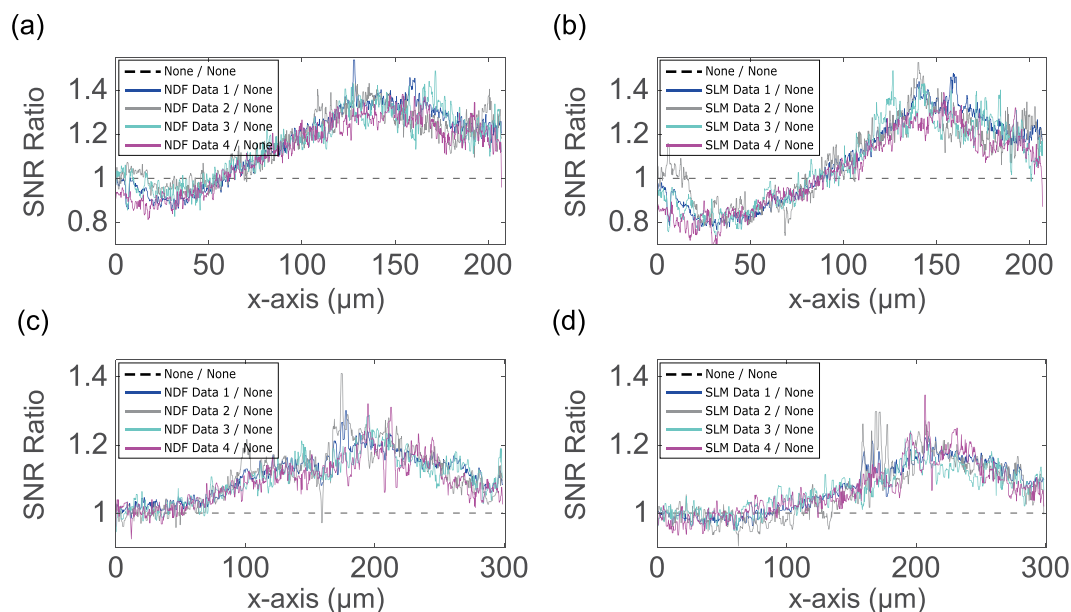 (a)
SNR Ratio
1.4
1.2
1
0.8
None / None
NDF Data 1 / None
NDF Data 2 / None
NDF Data 3 / None
NDF Data 4 / None
0 50 100 150 200
x-axis (µm)
(b)
SNR Ratio
1.4
1.2
1
0.8
None / None
SLM Data 1 / None
SLM Data 2 / None
SLM Data 3 / None
SLM Data 4 / None
0 50 100 150 200
x-axis (µm)
(c)
SNR Ratio
1.4
1.2
1
None / None
NDF Data 1 / None
NDF Data 2 / None
NDF Data 3 / None
NDF Data 4 / None
0 100 200 300
x-axis (µm)
(d)
SNR Ratio
1.4
1.2
1
None / None
SLM Data 1 / None
SLM Data 2 / None
SLM Data 3 / None
SLM Data 4 / None
0 100 200 300
x-axis (µm)